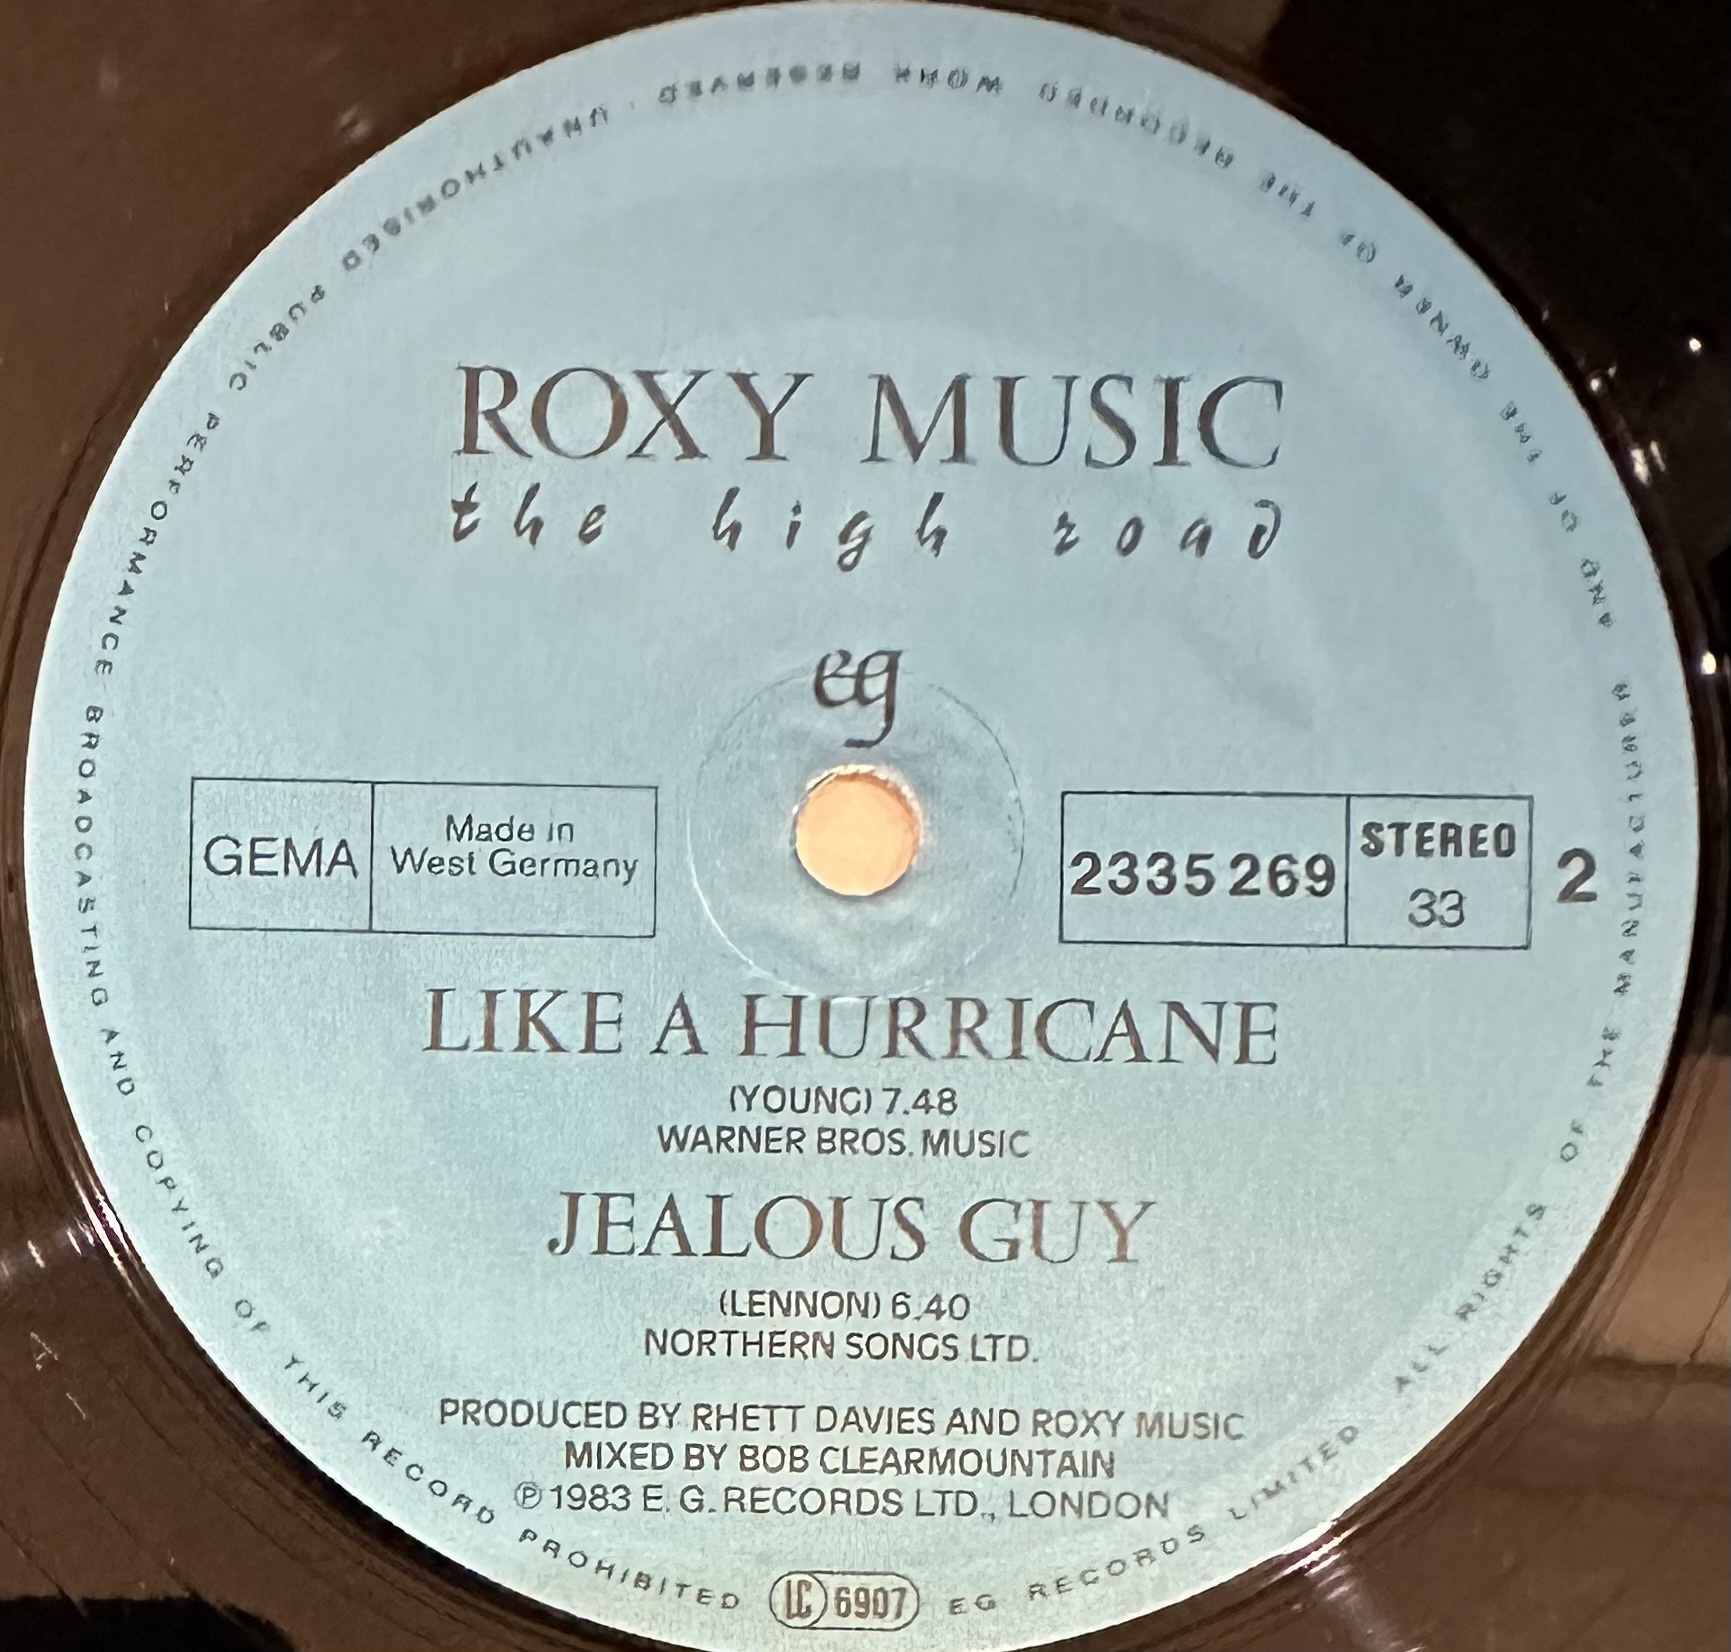 ROXY MUSIC
the high road
eg
GEMA
Made in
West Germany
2335 269
STEREO
33
2
LIKE A HURRICANE
(YOUNG) 7.48
WARNER BROS. MUSIC
JEALOUS GUY
(LENNON) 6.40
NORTHERN SONGS LTD.
PRODUCED BY RHETT DAVIES AND ROXY MUSIC
MIXED BY BOB CLEARMOUNTAIN
℗ 1983 E. G. RECORDS LTD., LONDON
LC 6907
EG RECORDS LIMITED ALL RIGHTS OF THE MANUFACTURER AND OF THE OWNER OF THE RECORDED WORK RESERVED · UNAUTHORISED PUBLIC PERFORMANCE BROADCASTING AND COPYING OF THIS RECORD PROHIBITED